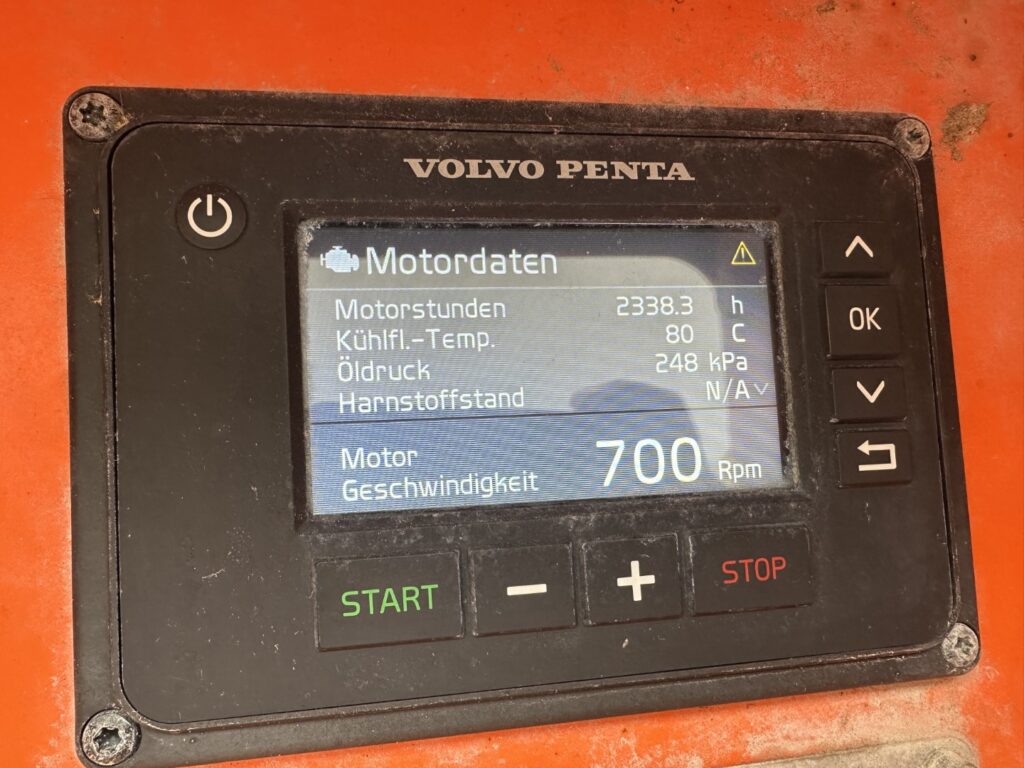 VOLVO PENTA
Motordaten
Motorstunden 2338.3 h
Kühlfl.-Temp. 80 C
Öldruck 248 kPa
Harnstoffstand N/A
Motor
Geschwindigkeit 700 Rpm
OK
START - + STOP